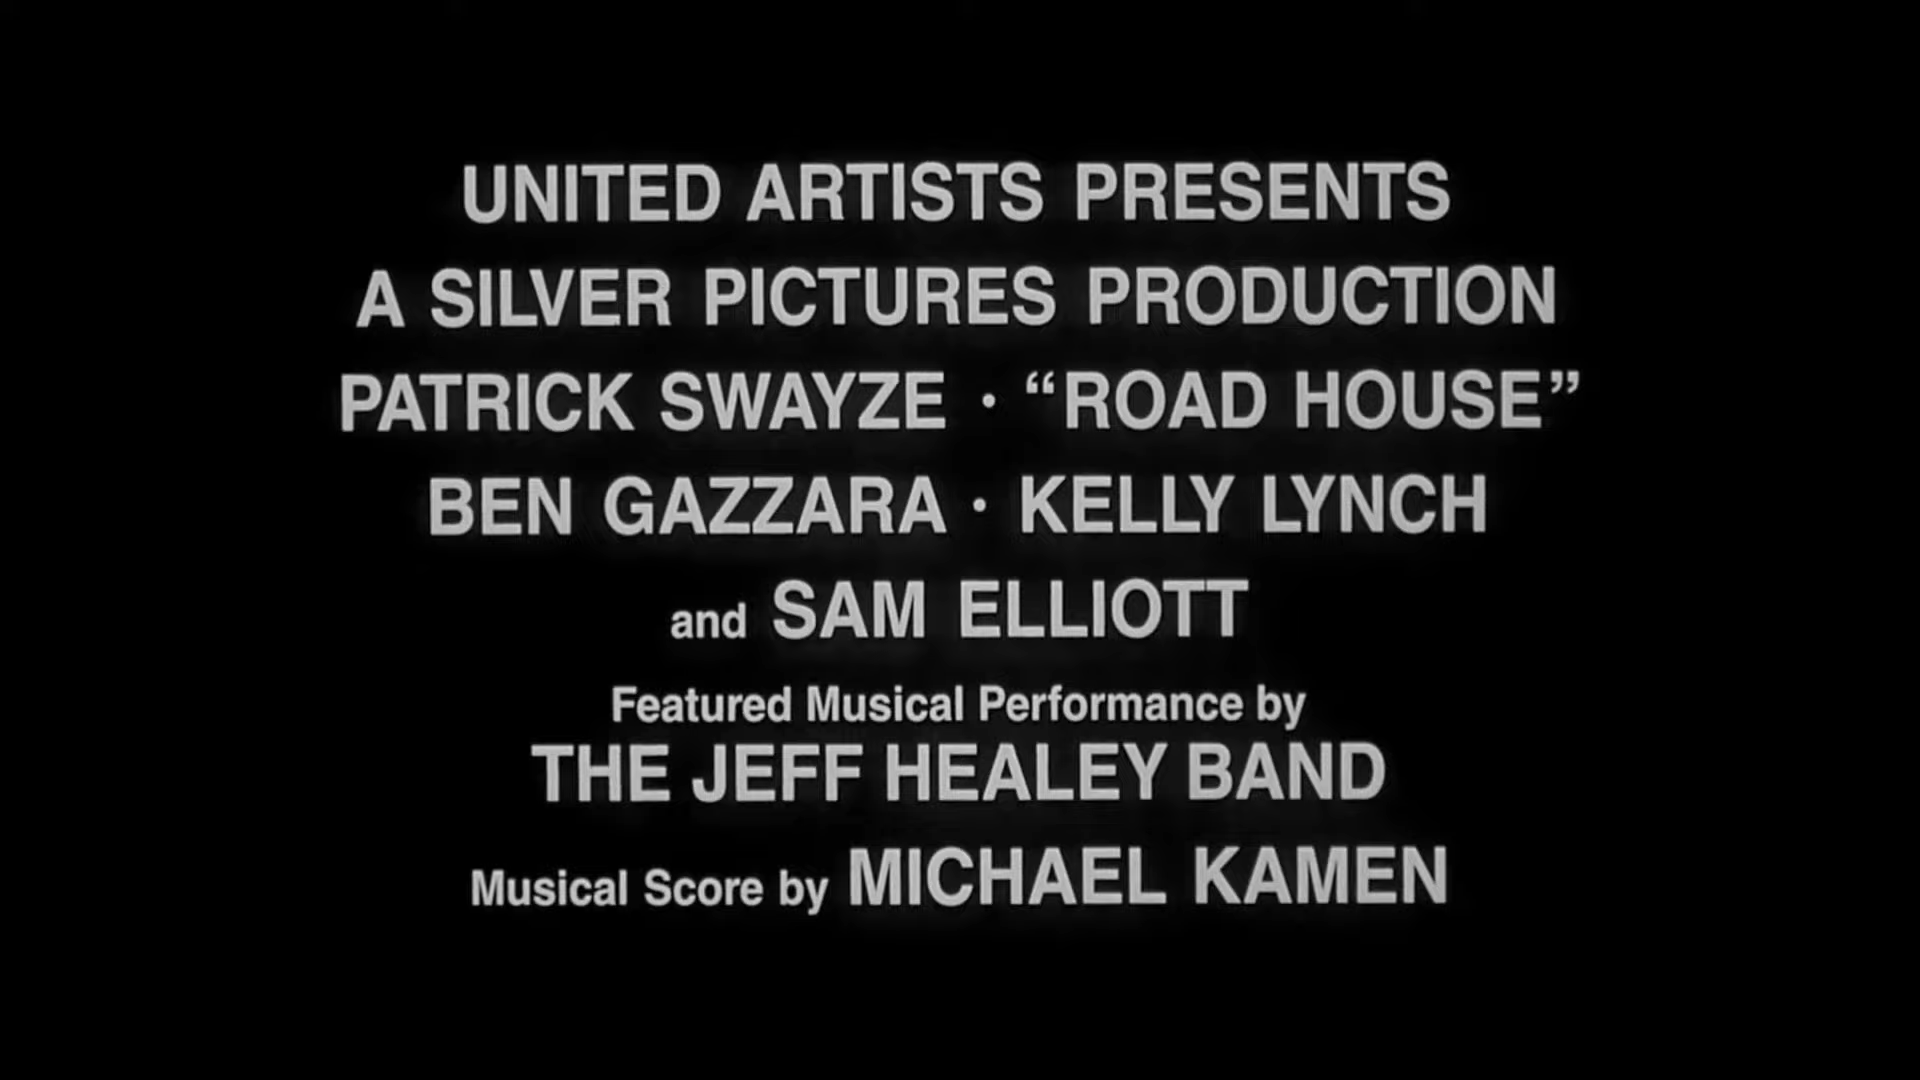 UNITED ARTISTS PRESENTS
A SILVER PICTURES PRODUCTION
PATRICK SWAYZE · “ROAD HOUSE”
BEN GAZZARA · KELLY LYNCH
and SAM ELLIOTT
Featured Musical Performance by
THE JEFF HEALEY BAND
Musical Score by MICHAEL KAMEN